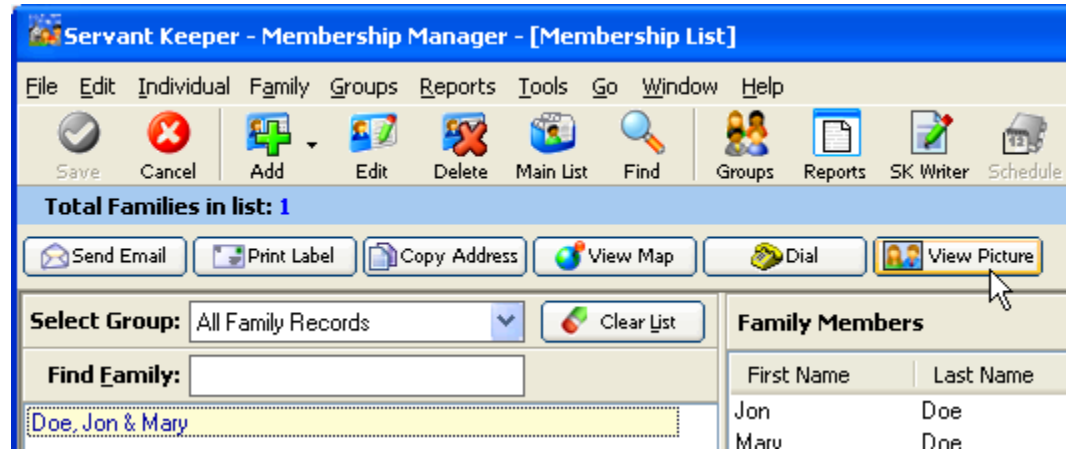 Servant Keeper - Membership Manager - [Membership List]
File Edit Individual Family Groups Reports Tools Go Window Help
Save Cancel Add Edit Delete Main List Find Groups Reports SK Writer Schedule
Total Families in list: 1
Send Email Print Label Copy Address View Map Dial View Picture
Select Group: All Family Records Clear List Family Members
Find Family: First Name Last Name
Doe, Jon & Mary Jon Doe
Mary Doe